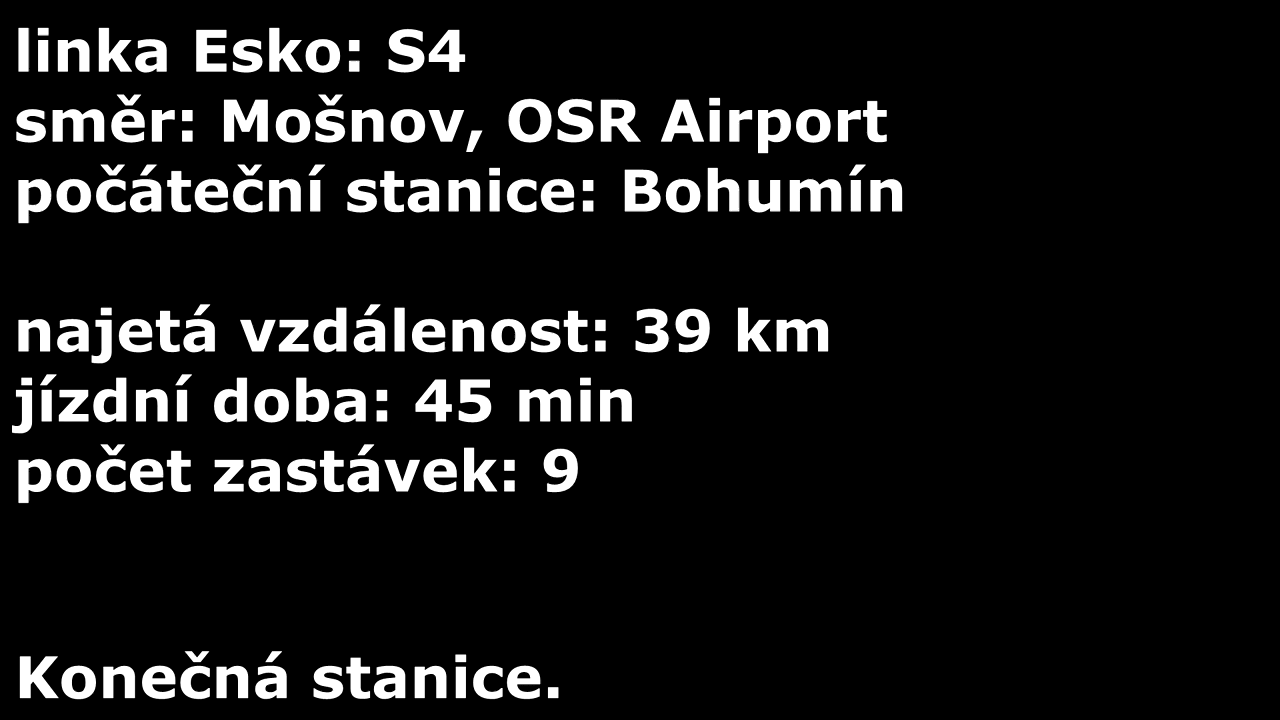 linka Esko: S4
směr: Mošnov, OSR Airport
počáteční stanice: Bohumín
najetá vzdálenost: 39 km
jízdní doba: 45 min
počet zastávek: 9
Konečná stanice.